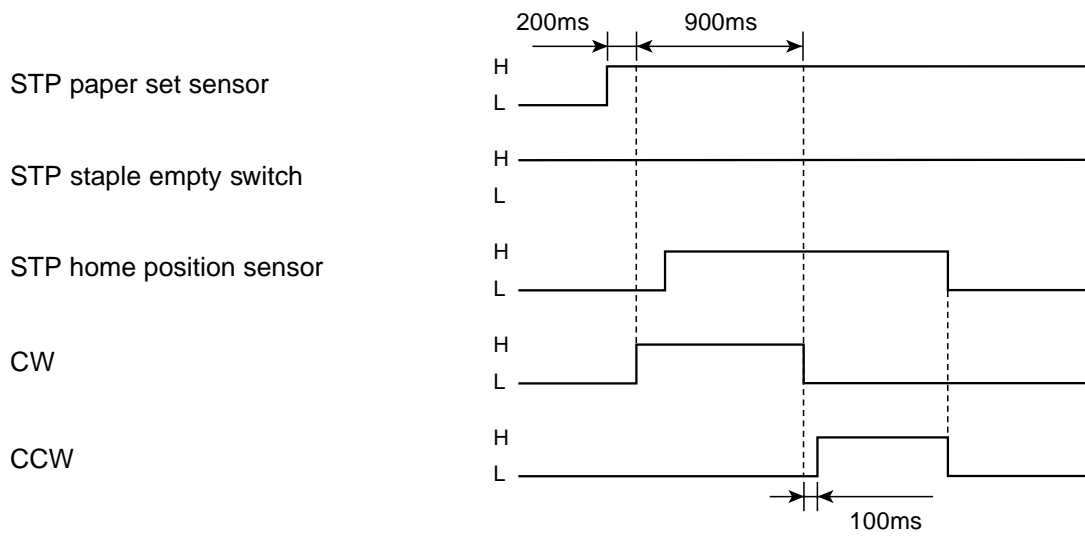 200ms 900ms
STP paper set sensor H
L
STP staple empty switch H
L
STP home position sensor H
L
CW H
L
CCW H
L
100ms